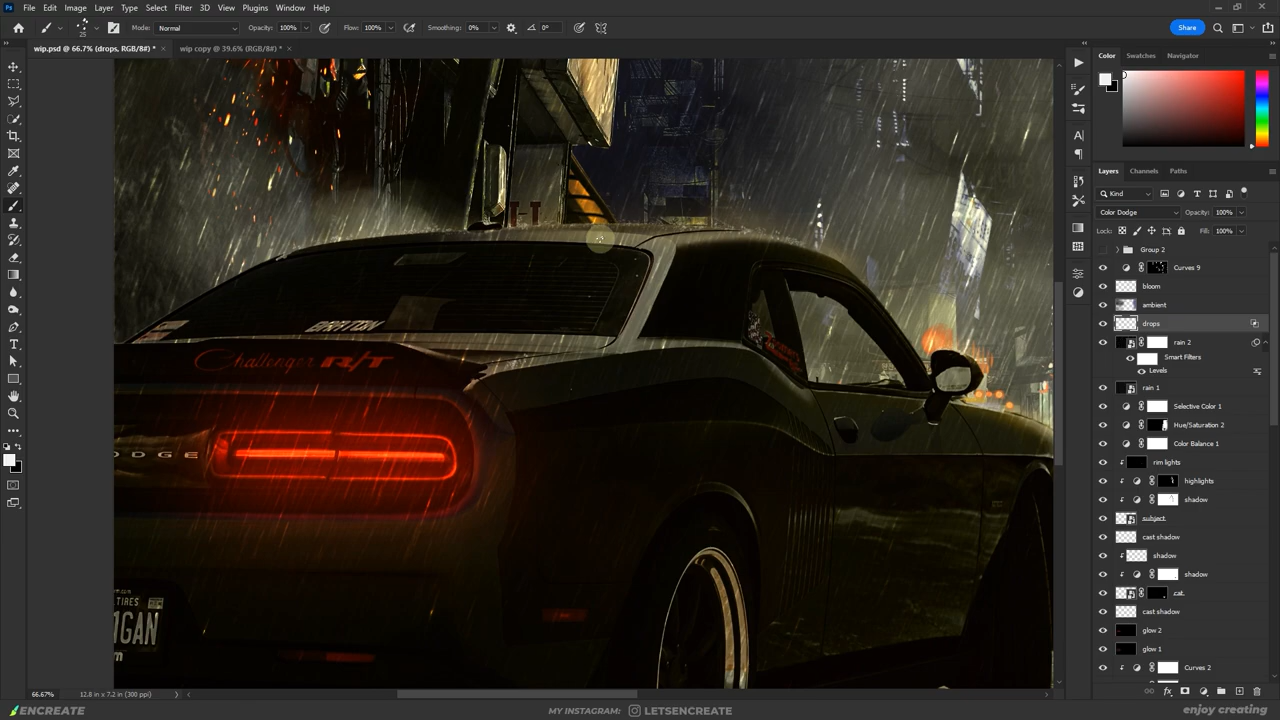 Ps File Edit Image Layer Type Select Filter 3D View Plugins Window Help
25 Mode: Normal Opacity: 100% Flow: 100% Smoothing: 0% 0° Share
wip.psd @ 66.7% (drops, RGB/8#) * × wip copy @ 39.6% (RGB/8#) * ×
Color Swatches Navigator
Layers Channels Paths
Kind
Color Dodge Opacity: 100%
Lock: Fill: 100%
Group 2
Curves 9
bloom
ambient
drops
rain 2
Smart Filters
Levels
rain 1
Selective Color 1
Hue/Saturation 2
Color Balance 1
rim lights
highlights
shadow
subject
cast shadow
shadow
shadow
cat
cast shadow
glow 2
glow 1
Curves 2
Challenger R/T
DGE
TIRES
IGAN
66.67% 12.8 in x 7.2 in (300 ppi)
ENCREATE MY INSTAGRAM: LETSENCREATE enjoy creating